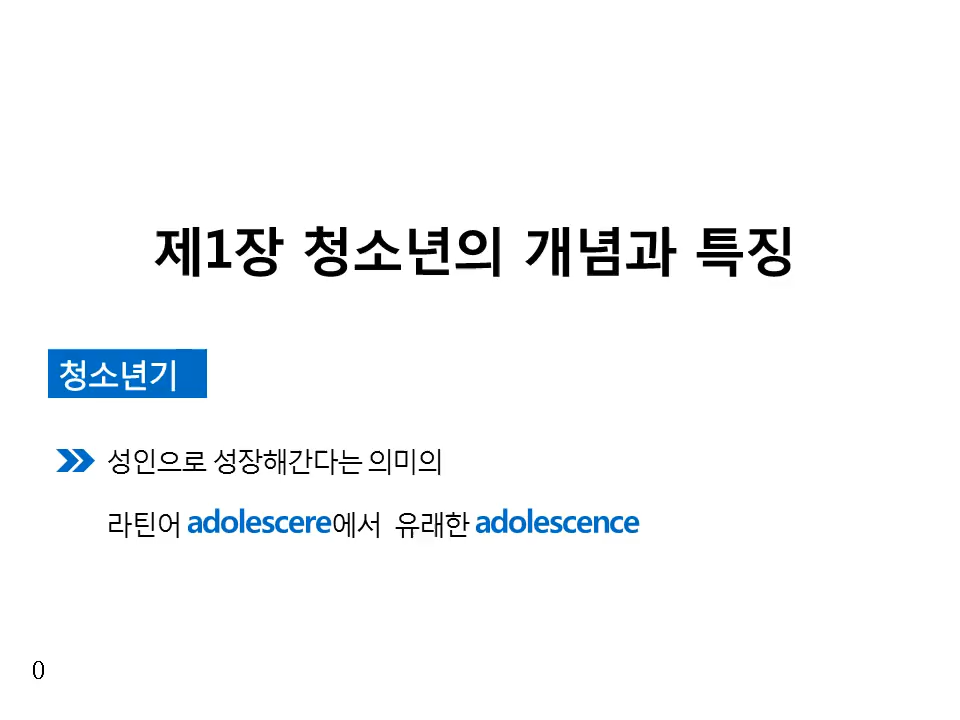 제1장 청소년의 개념과 특징
청소년기
성인으로 성장해간다는 의미의
라틴어 adolescere에서 유래한 adolescence
0